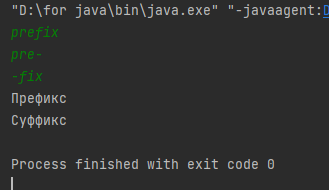 "D:\for java\bin\java.exe" "-javaagent:D
prefix
pre-
-fix
Префикс
Суффикс
Process finished with exit code 0